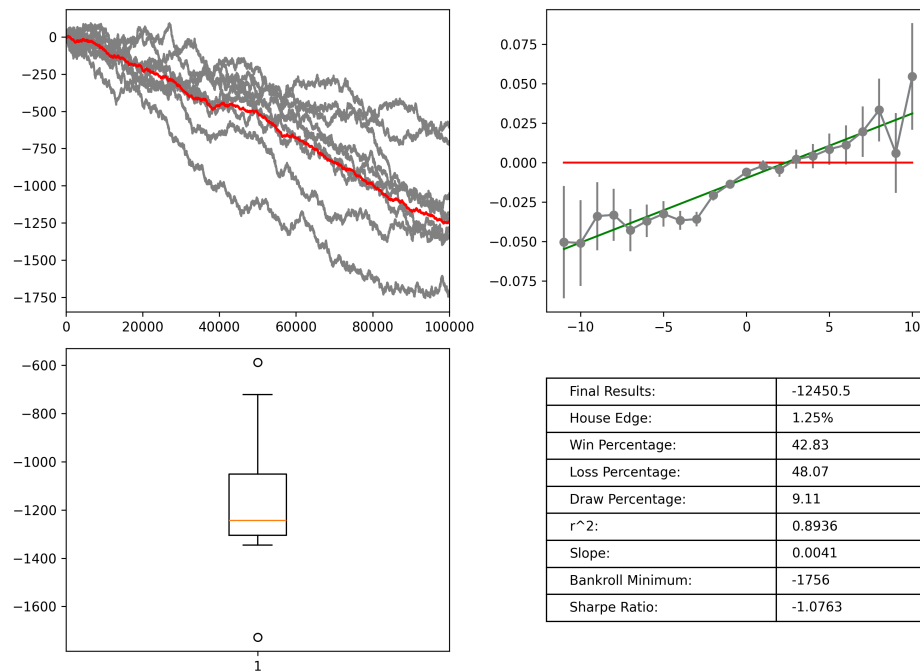 0
−250
−500
−750
−1000
−1250
−1500
−1750
0 20000 40000 60000 80000 100000
0.075
0.050
0.025
0.000
−0.025
−0.050
−0.075
−10 −5 0 5 10
−600
−800
−1000
−1200
−1400
−1600
1
Final Results: -12450.5
House Edge: 1.25%
Win Percentage: 42.83
Loss Percentage: 48.07
Draw Percentage: 9.11
r^2: 0.8936
Slope: 0.0041
Bankroll Minimum: -1756
Sharpe Ratio: -1.0763